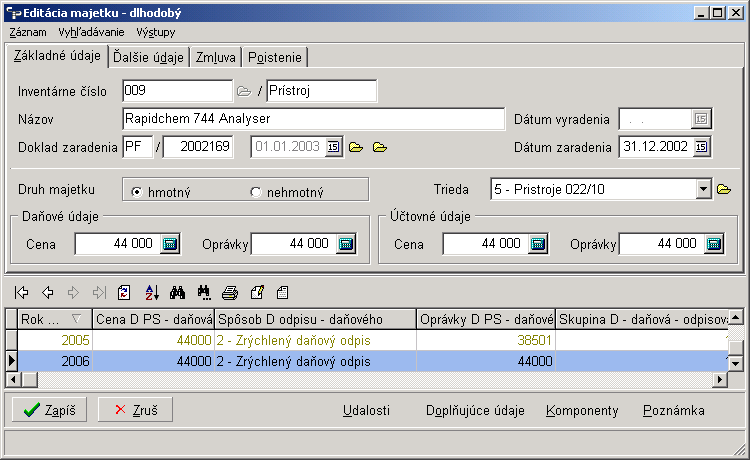 Editácia majetku - dlhodobý
Záznam Vyhľadávanie Výstupy
Základné údaje Ďalšie údaje Zmluva Poistenie
Inventárne číslo 009 / Prístroj
Názov Rapidchem 744 Analyser Dátum vyradenia . .
Doklad zaradenia PF / 2002169 01.01.2003 Dátum zaradenia 31.12.2002
Druh majetku hmotný nehmotný Trieda 5 - Pristroje 022/10
Daňové údaje Účtovné údaje
Cena 44 000 Oprávky 44 000 Cena 44 000 Oprávky 44 000
Rok ... Cena D PS - daňová Spôsob D odpisu - daňového Oprávky D PS - daňové Skupina D - daňová - odpisov
2005 44000 2 - Zrýchlený daňový odpis 38501
2006 44000 2 - Zrýchlený daňový odpis 44000
Zapíš Zruš Udalosti Doplňujúce údaje Komponenty Poznámka